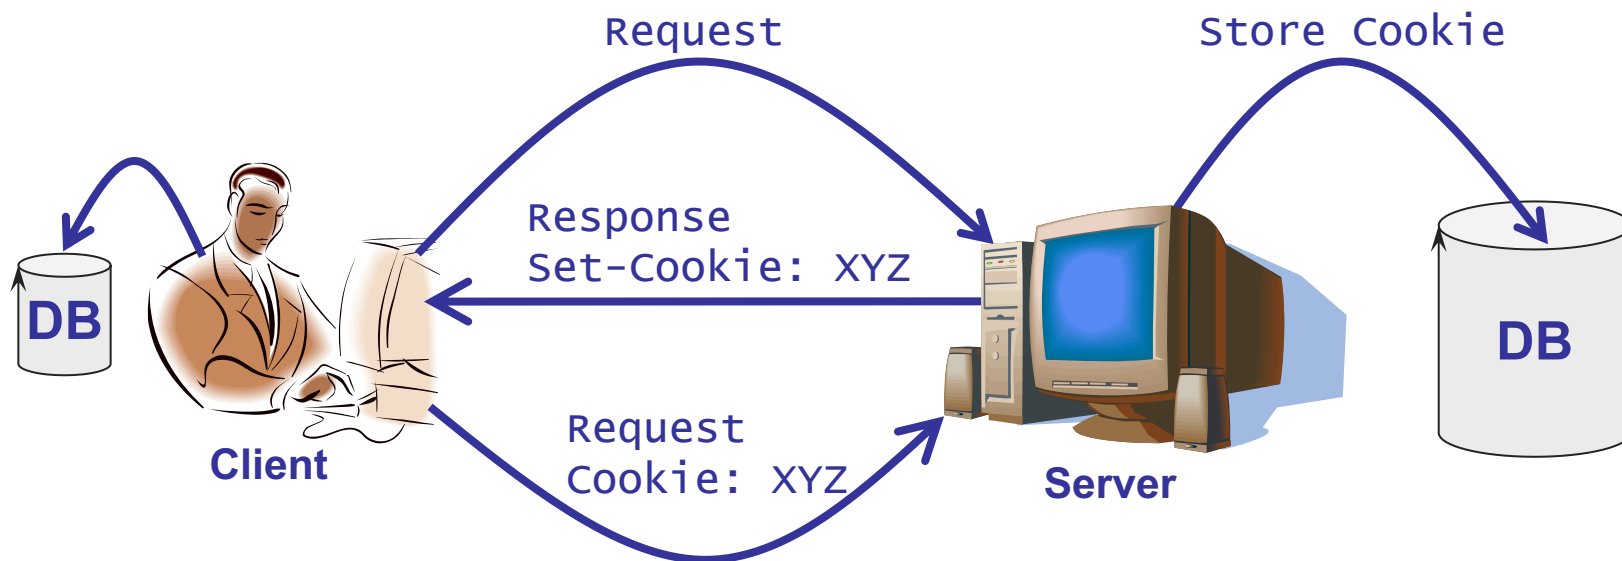 Request
Store Cookie
Response
Set-Cookie: XYZ
DB
DB
Request
Cookie: XYZ
Client
Server